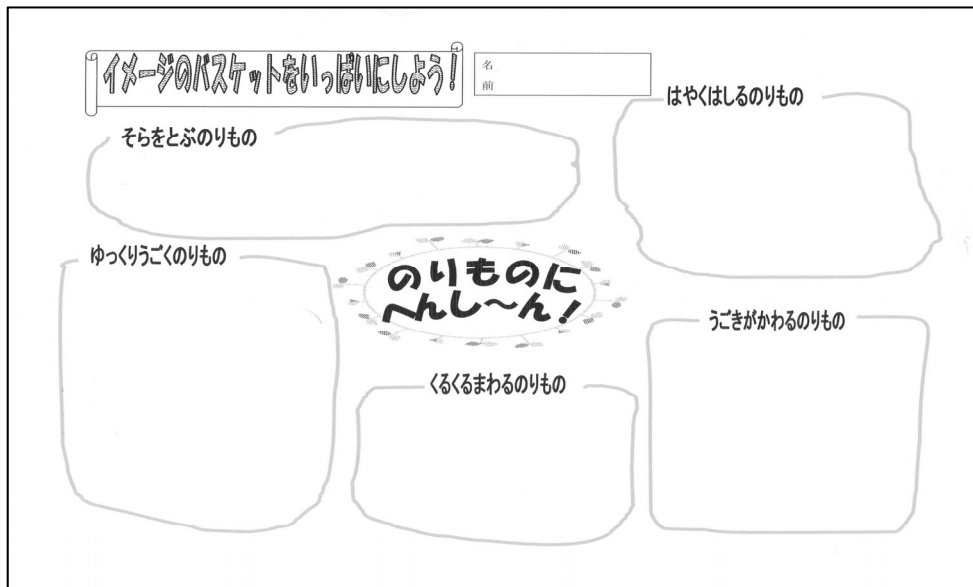 イメージのバスケットをいっぱいにしよう!
名前
はやくはしるのりもの
そらをとぶのりもの
ゆっくりうごくのりもの
のりものに
へんし〜ん!
うごきがかわるのりもの
くるくるまわるのりもの